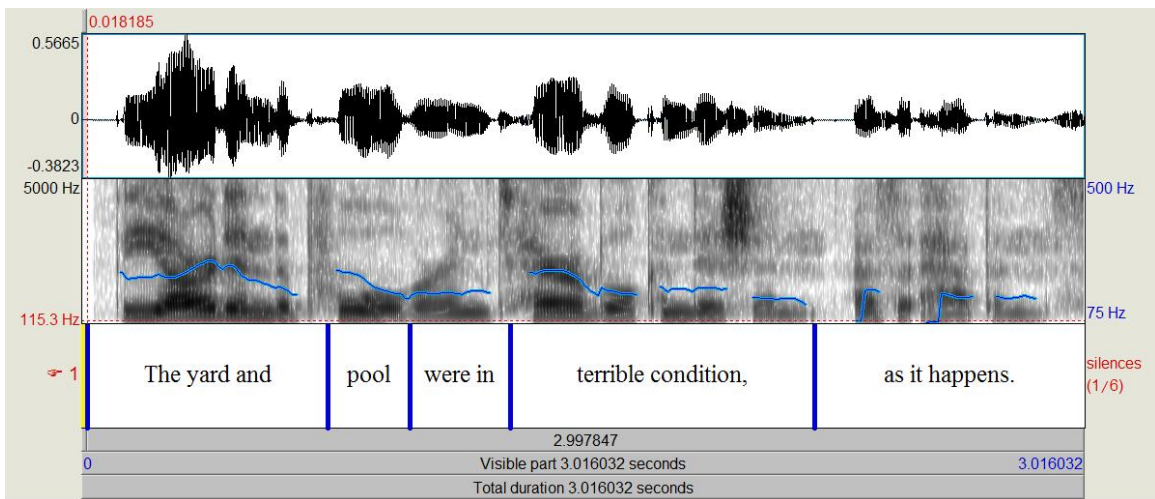 0.018185
0.5665
0
-0.3823
5000 Hz
500 Hz
115.3 Hz
75 Hz
☞ 1
The yard and
pool
were in
terrible condition,
as it happens.
silences
(1/6)
2.997847
0
Visible part 3.016032 seconds
3.016032
Total duration 3.016032 seconds